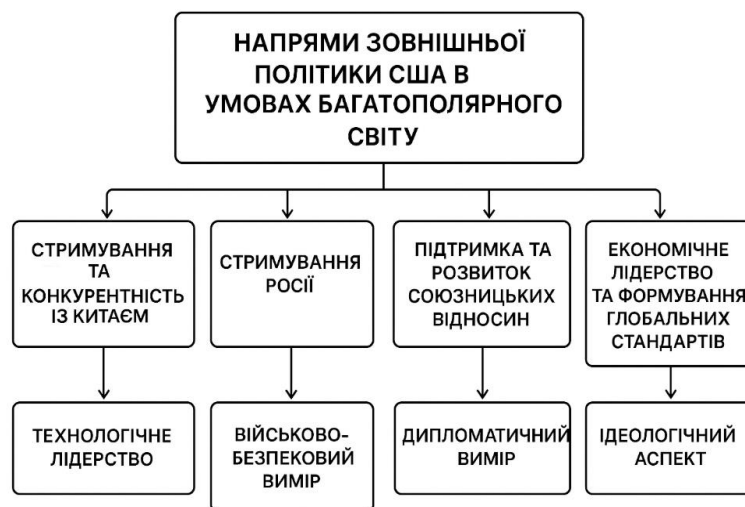 НАПРЯМИ ЗОВНІШНЬОЇ
ПОЛІТИКИ США В
УМОВАХ БАГАТОПОЛЯРНОГО
СВІТУ
СТРИМУВАННЯ
ТА
КОНКУРЕНТНІСТЬ
ІЗ КИТАЄМ
СТРИМУВАННЯ
РОСІЇ
ПІДТРИМКА ТА
РОЗВИТОК
СОЮЗНИЦЬКИХ
ВІДНОСИН
ЕКОНОМІЧНЕ
ЛІДЕРСТВО
ТА ФОРМУВАННЯ
ГЛОБАЛЬНИХ
СТАНДАРТІВ
ТЕХНОЛОГІЧНЕ
ЛІДЕРСТВО
ВІЙСЬКОВО-
БЕЗПЕКОВИЙ
ВИМІР
ДИПЛОМАТИЧНИЙ
ВИМІР
ІДЕОЛОГІЧНИЙ
АСПЕКТ